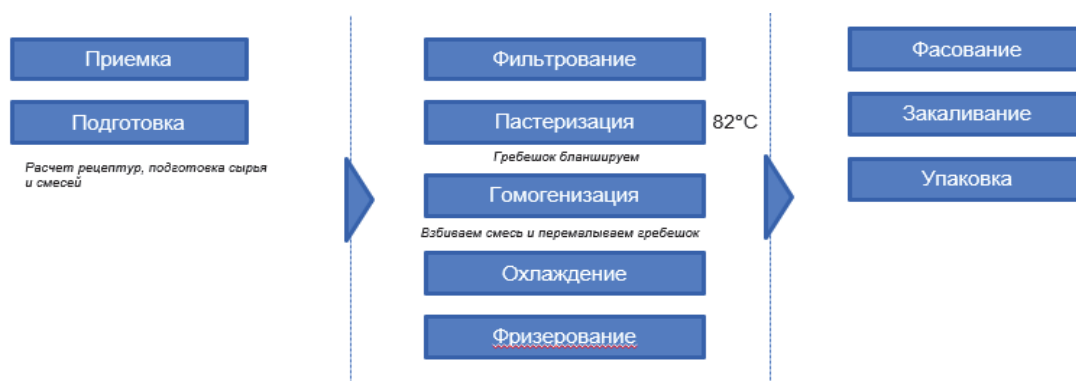 Приемка
Подготовка
Расчет рецептур, подготовка сырья
и смесей
Фильтрование
Пастеризация
82°C
Гребешок бланшируем
Гомогенизация
Взбиваем смесь и перемалываем гребешок
Охлаждение
Фризерование
Фасование
Закаливание
Упаковка